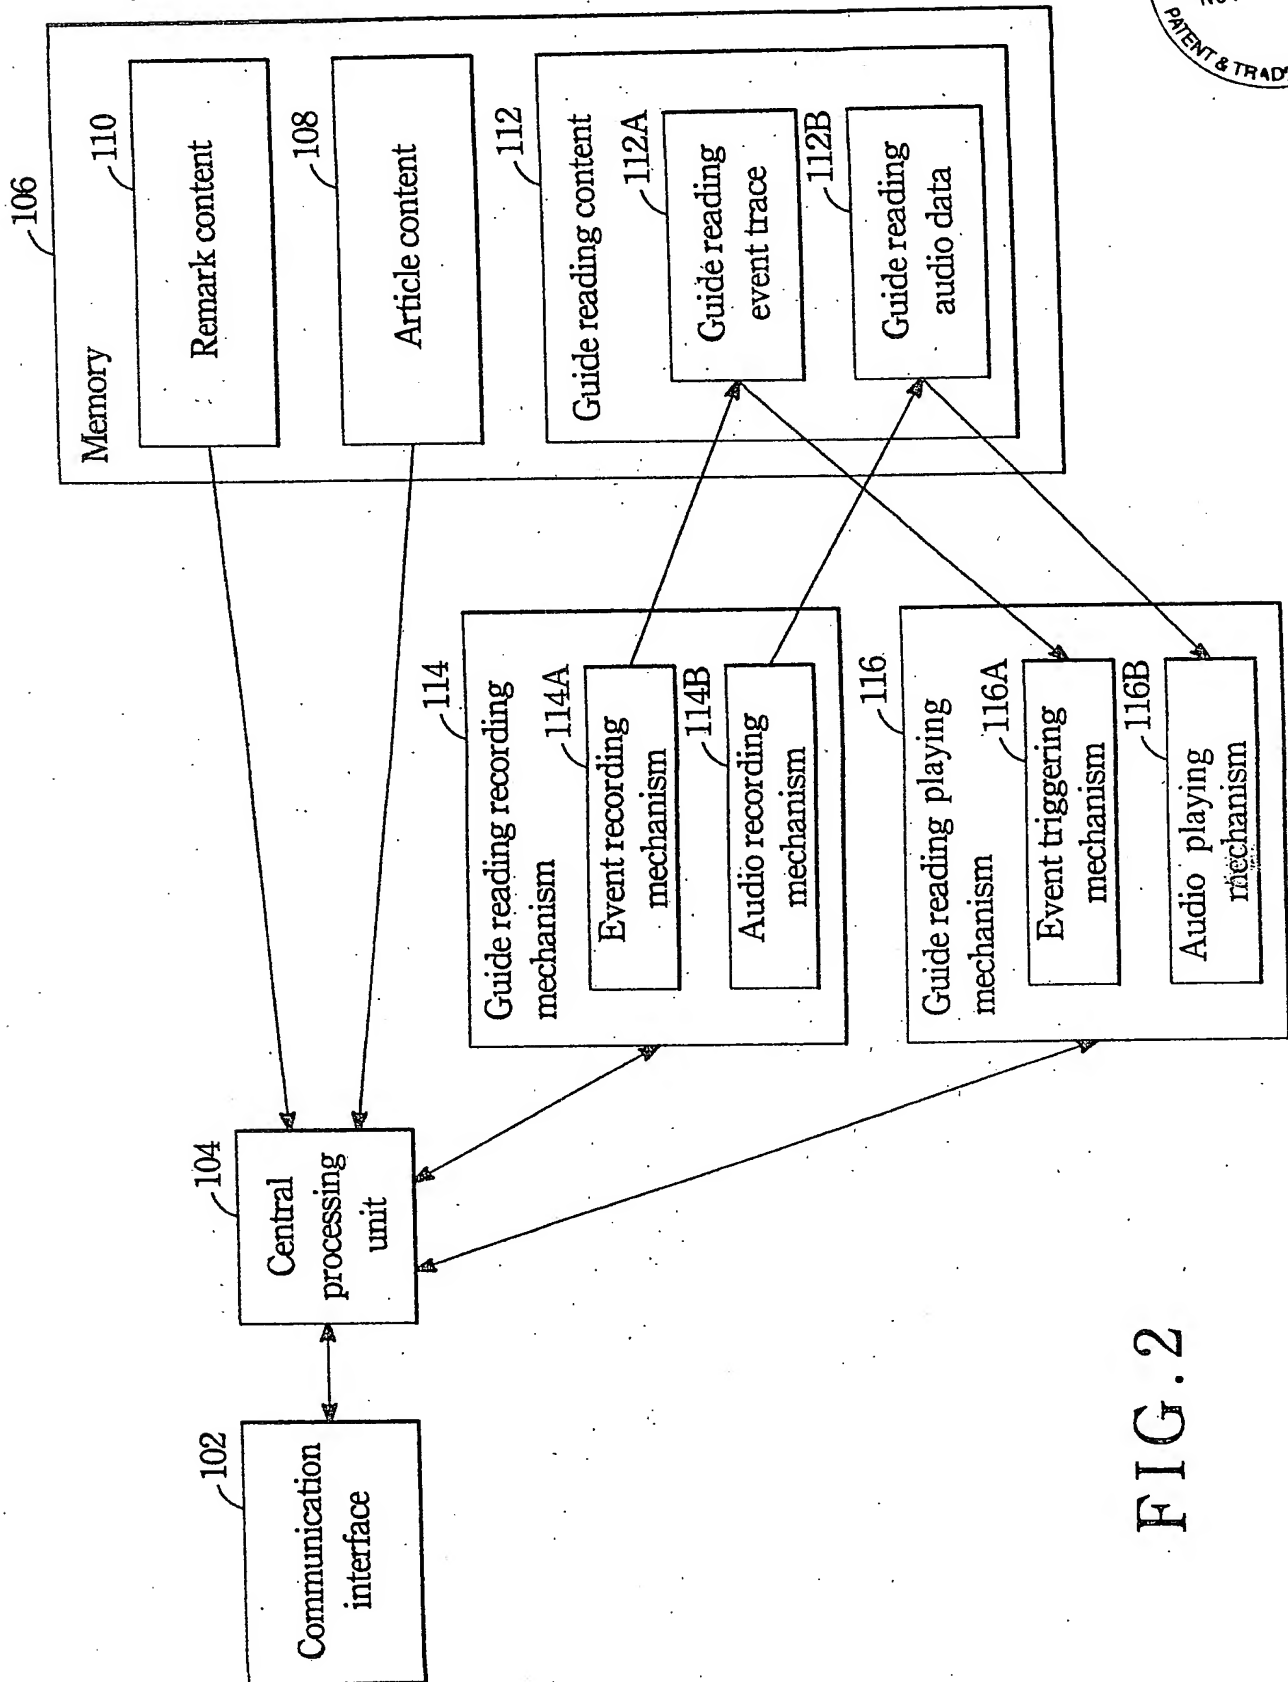 106
Memory
110
Remark content
108
Article content
112
Guide reading content
112A
Guide reading
event trace
112B
Guide reading
audio data
114
Guide reading recording
mechanism
114A
Event recording
mechanism
114B
Audio recording
mechanism
116
Guide reading playing
mechanism
116A
Event triggering
mechanism
116B
Audio playing
mechanism
104
Central
processing
unit
102
Communication
interface
FIG.2
PATENT & TRAD